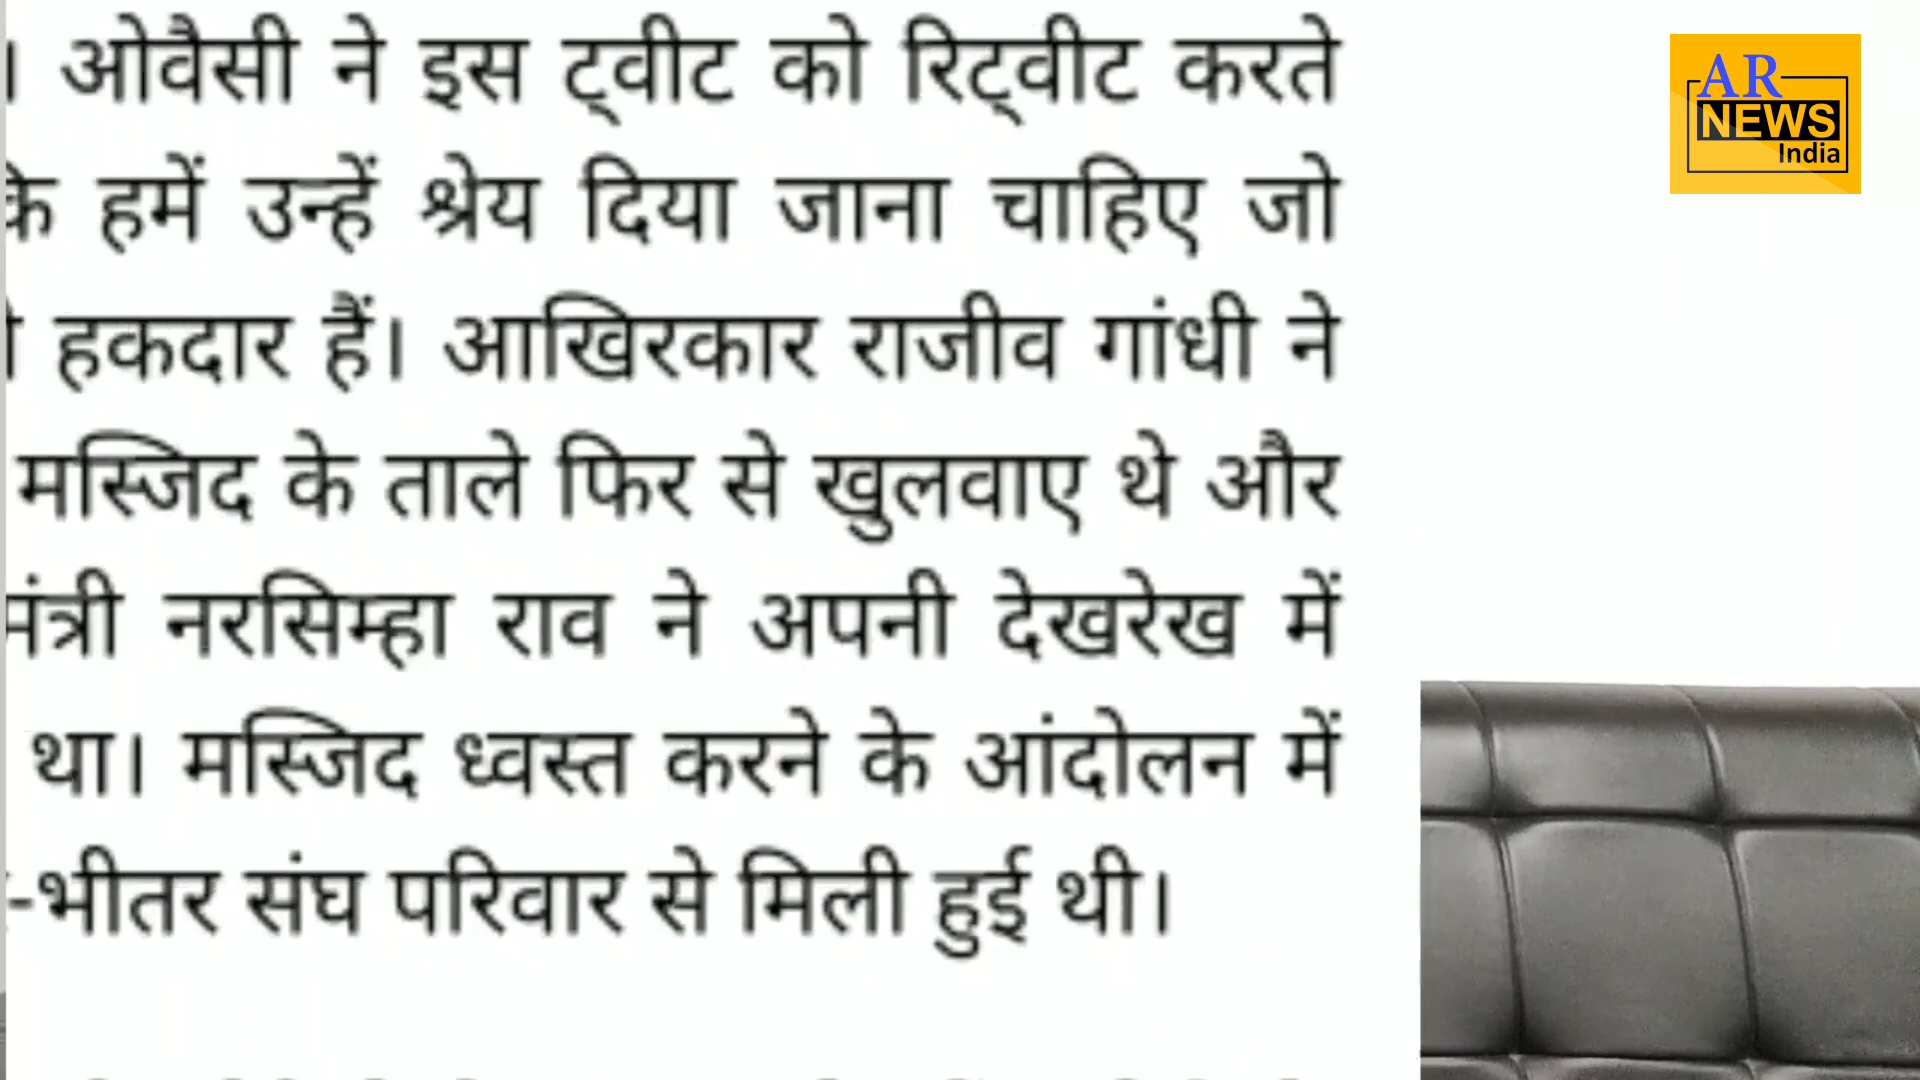 । ओवैसी ने इस ट्वीट को रिट्वीट करते
हमें उन्हें श्रेय दिया जाना चाहिए जो
हकदार हैं। आखिरकार राजीव गांधी ने
मस्जिद के ताले फिर से खुलवाए थे और
मंत्री नरसिम्हा राव ने अपनी देखरेख में
था। मस्जिद ध्वस्त करने के आंदोलन में
-भीतर संघ परिवार से मिली हुई थी।
AR
NEWS
India